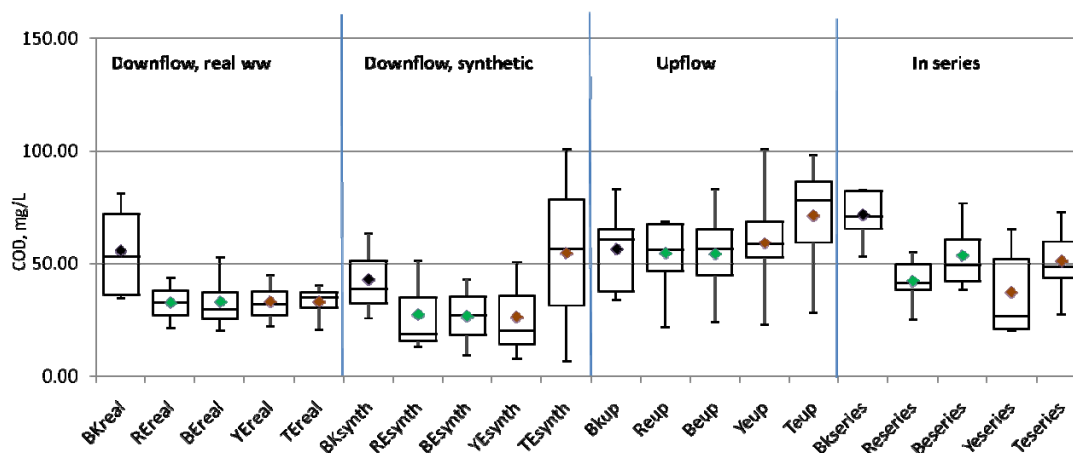 150.00
Downflow, real ww
Downflow, synthetic
Upflow
In series
100.00
COD, mg/L
50.00
0.00
BKreal
REreal
BEreal
YEreal
TEreal
BKsynth
REsynth
BEsynth
YEsynth
TEsynth
Bkup
Reup
Beup
Yeup
Teup
Bkseries
Reseries
Beseries
Yeseries
Teseries